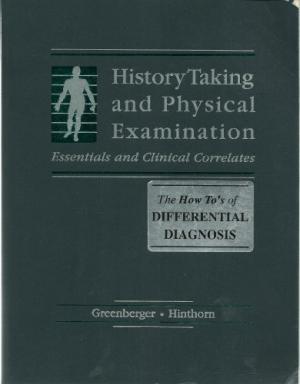 History Taking
and Physical
Examination
Essentials and Clinical Correlates
The How To's of
DIFFERENTIAL
DIAGNOSIS
Greenberger • Hinthorn